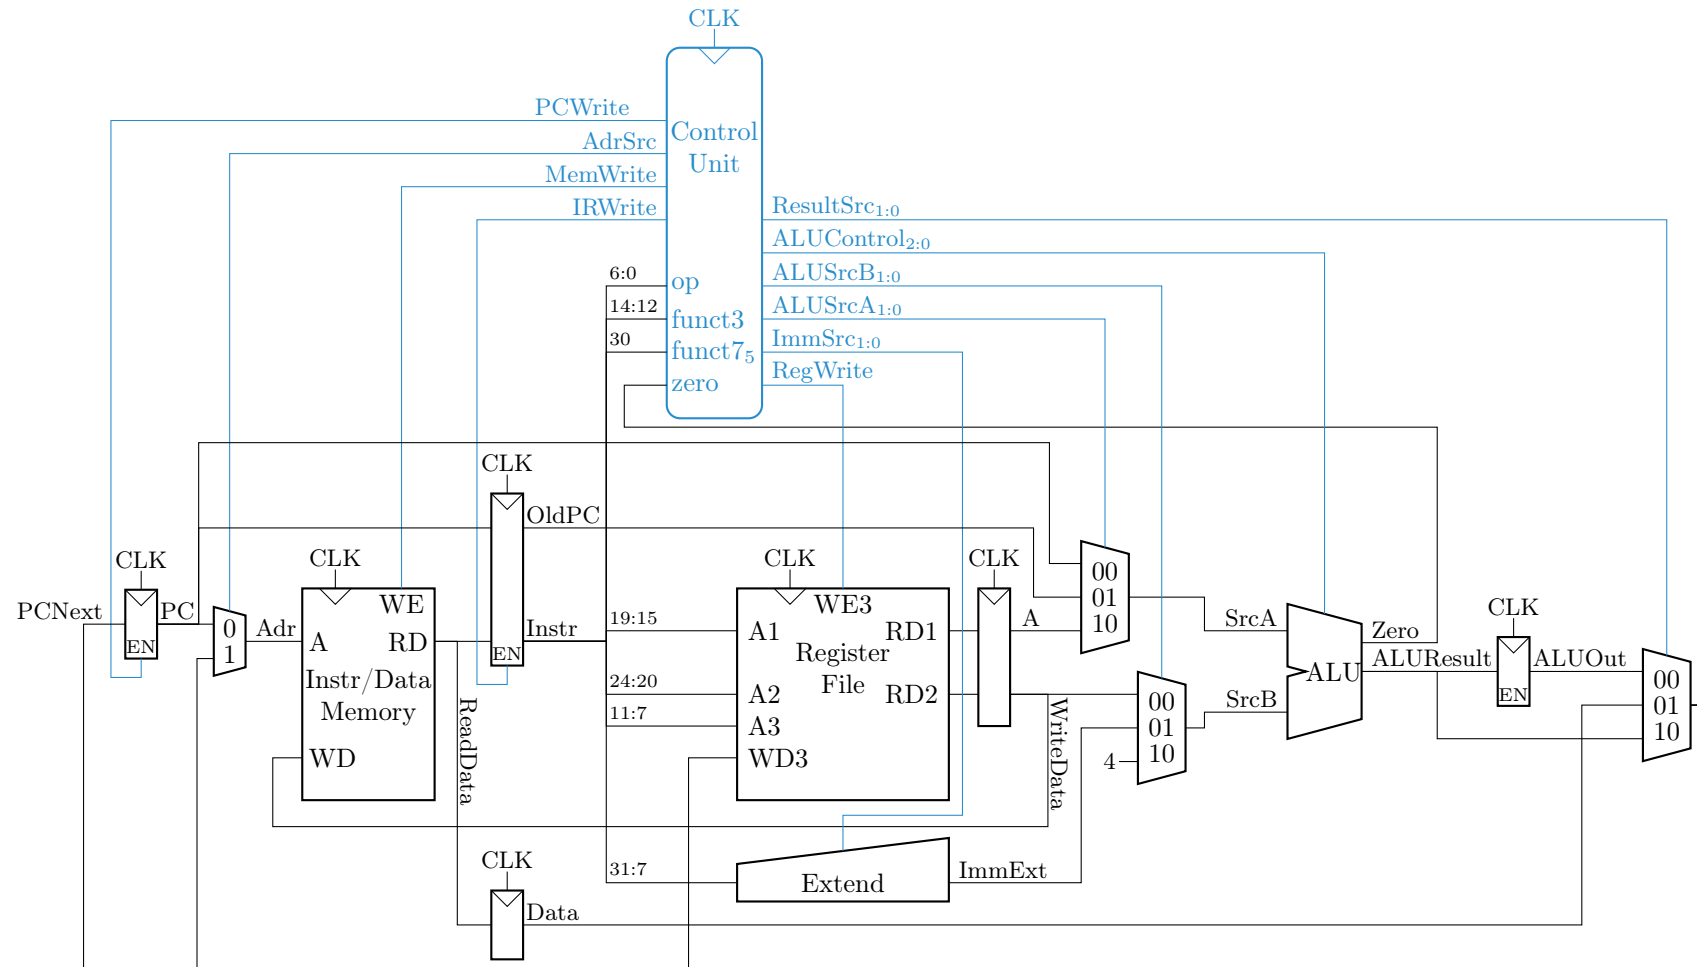 CLK
PCWrite
AdrSrc
MemWrite
IRWrite
Control
Unit
ResultSrc1:0
ALUControl2:0
ALUSrcB1:0
ALUSrcA1:0
ImmSrc1:0
RegWrite
6:0
op
14:12
funct3
30
funct75
zero
CLK
OldPC
CLK
CLK
CLK
CLK
PCNext
PC
EN
0
1
Adr
WE
A
RD
Instr/Data
Memory
WD
ReadData
EN
Instr
19:15
24:20
11:7
WE3
A1
RD1
Register
File
A2
RD2
A3
WD3
A
WriteData
00
01
10
00
01
10
4
SrcA
SrcB
ALU
Zero
ALUResult
CLK
EN
ALUOut
00
01
10
31:7
Extend
ImmExt
CLK
Data